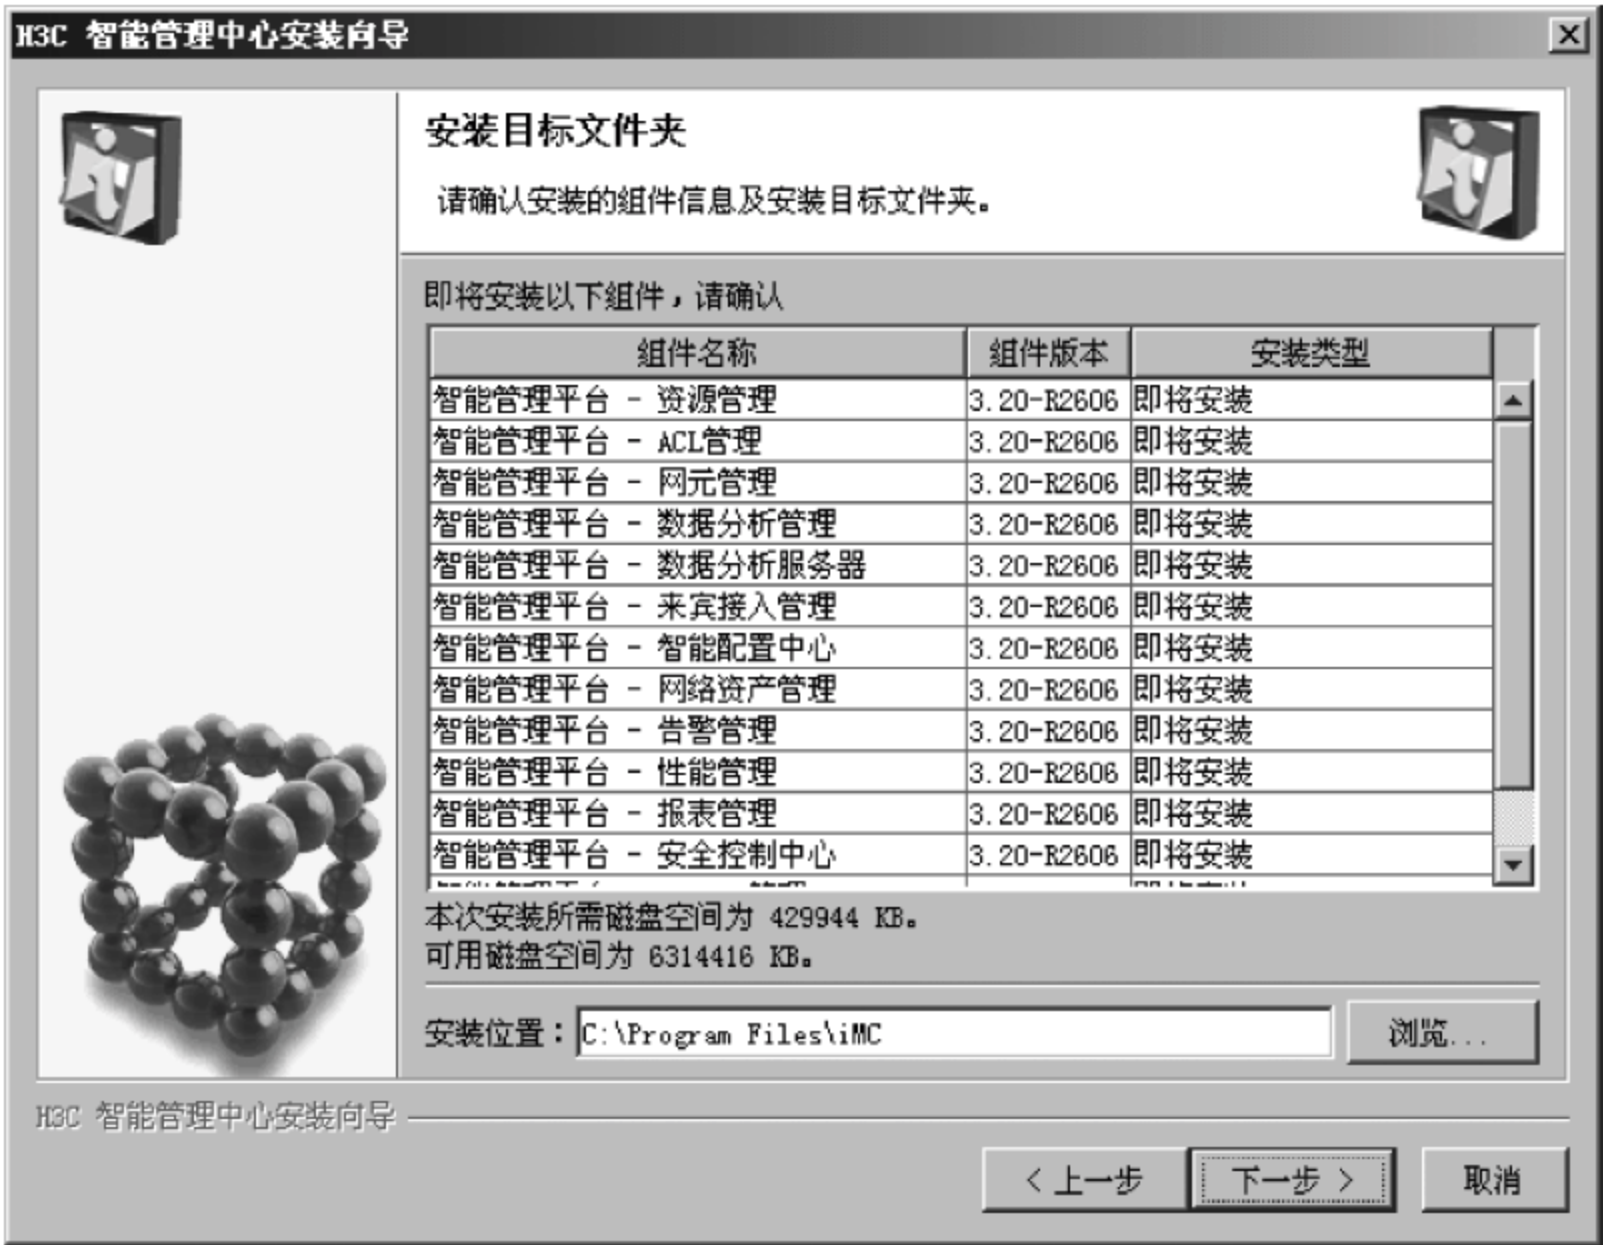 H3C 智能管理中心安装向导
安装目标文件夹
请确认安装的组件信息及安装目标文件夹。
即将安装以下组件，请确认
组件名称 组件版本 安装类型
智能管理平台 - 资源管理 3.20-R2606 即将安装
智能管理平台 - ACL管理 3.20-R2606 即将安装
智能管理平台 - 网元管理 3.20-R2606 即将安装
智能管理平台 - 数据分析管理 3.20-R2606 即将安装
智能管理平台 - 数据分析服务器 3.20-R2606 即将安装
智能管理平台 - 来宾接入管理 3.20-R2606 即将安装
智能管理平台 - 智能配置中心 3.20-R2606 即将安装
智能管理平台 - 网络资产管理 3.20-R2606 即将安装
智能管理平台 - 告警管理 3.20-R2606 即将安装
智能管理平台 - 性能管理 3.20-R2606 即将安装
智能管理平台 - 报表管理 3.20-R2606 即将安装
智能管理平台 - 安全控制中心 3.20-R2606 即将安装
本次安装所需磁盘空间为 429944 KB。
可用磁盘空间为 6314416 KB。
安装位置：C:\Program Files\iMC 浏览...
H3C 智能管理中心安装向导
< 上一步 下一步 > 取消